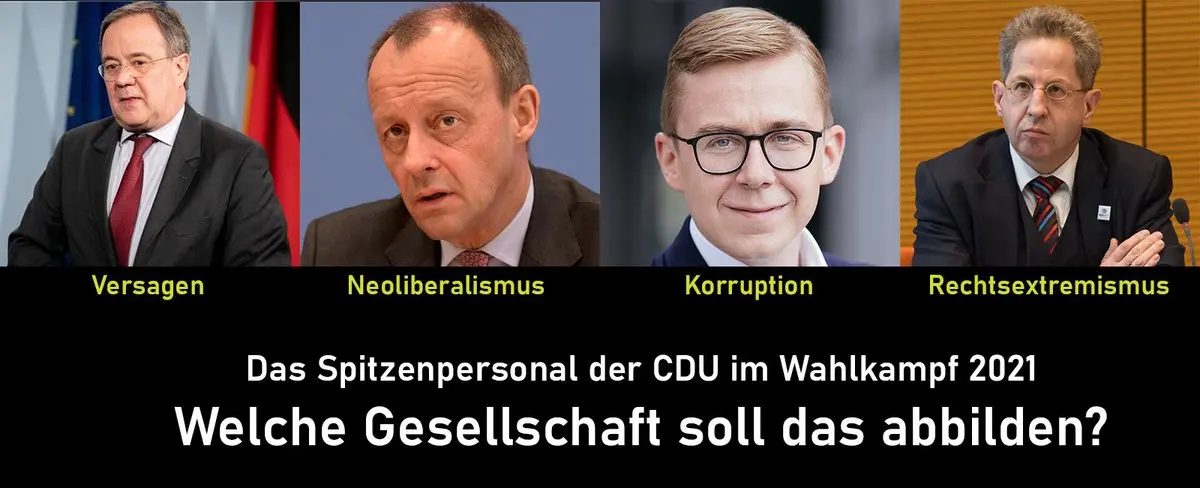 Versagen
Neoliberalismus
Korruption
Rechtsextremismus
Das Spitzenpersonal der CDU im Wahlkampf 2021
Welche Gesellschaft soll das abbilden?